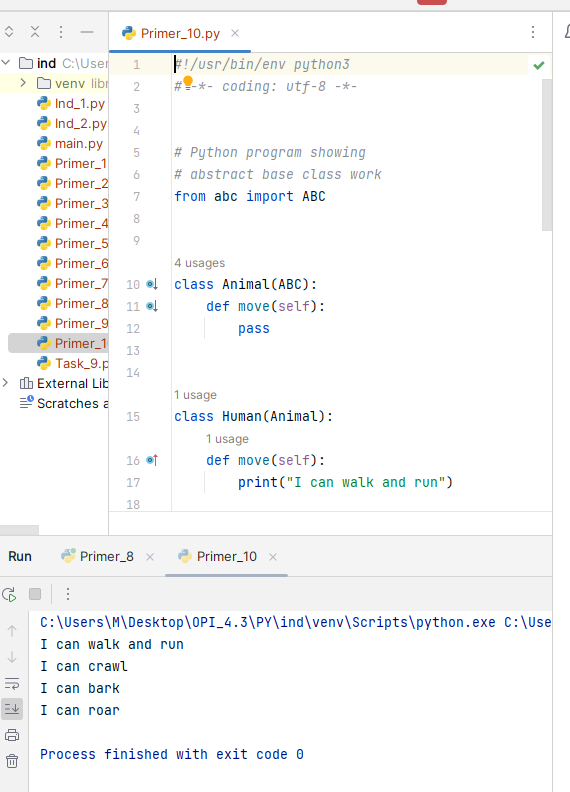 Primer_10.py
ind C:\User
venv libr
Ind_1.py
Ind_2.py
main.py
Primer_1
Primer_2
Primer_3
Primer_4
Primer_5
Primer_6
Primer_7
Primer_8
Primer_9
Primer_1
Task_9.p
External Lib
Scratches a
1 #!/usr/bin/env python3
2 # -*- coding: utf-8 -*-
3
4
5 # Python program showing
6 # abstract base class work
7 from abc import ABC
8
9
4 usages
10 class Animal(ABC):
11 def move(self):
12 pass
13
14
1 usage
15 class Human(Animal):
1 usage
16 def move(self):
17 print("I can walk and run")
18
Run Primer_8 Primer_10
C:\Users\M\Desktop\OPI_4.3\PY\ind\venv\Scripts\python.exe C:\Use
I can walk and run
I can crawl
I can bark
I can roar
Process finished with exit code 0